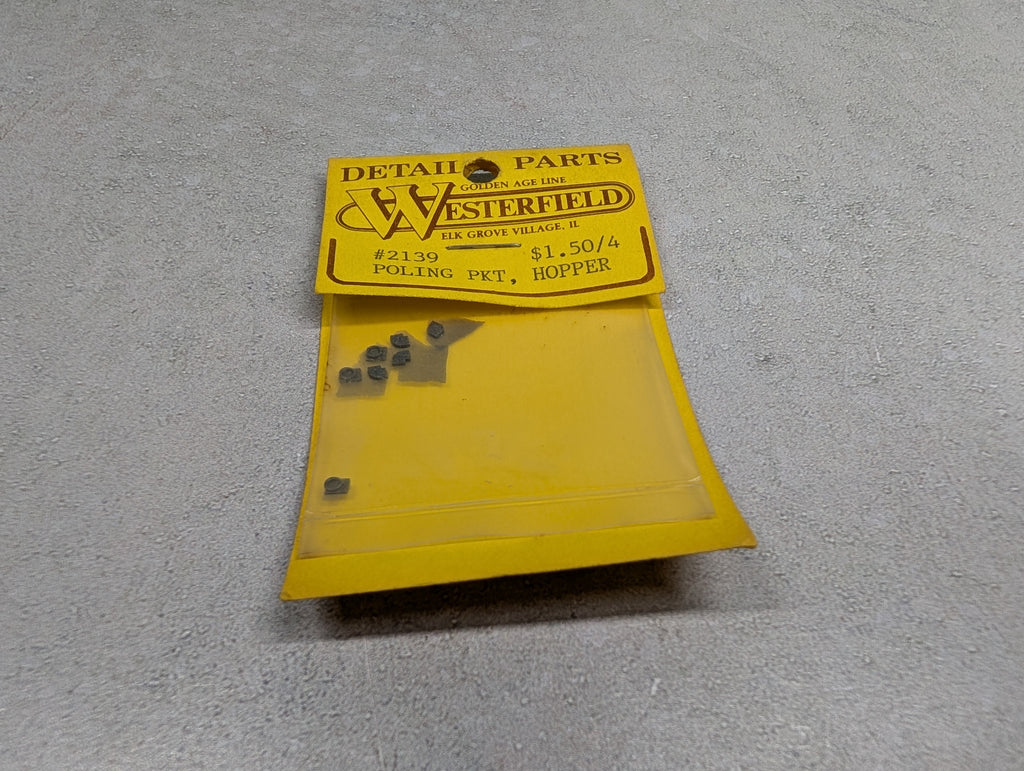 DETAIL PARTS
GOLDEN AGE LINE
WESTERFIELD
ELK GROVE VILLAGE, IL
#2139 $1.50/4
POLING PKT, HOPPER